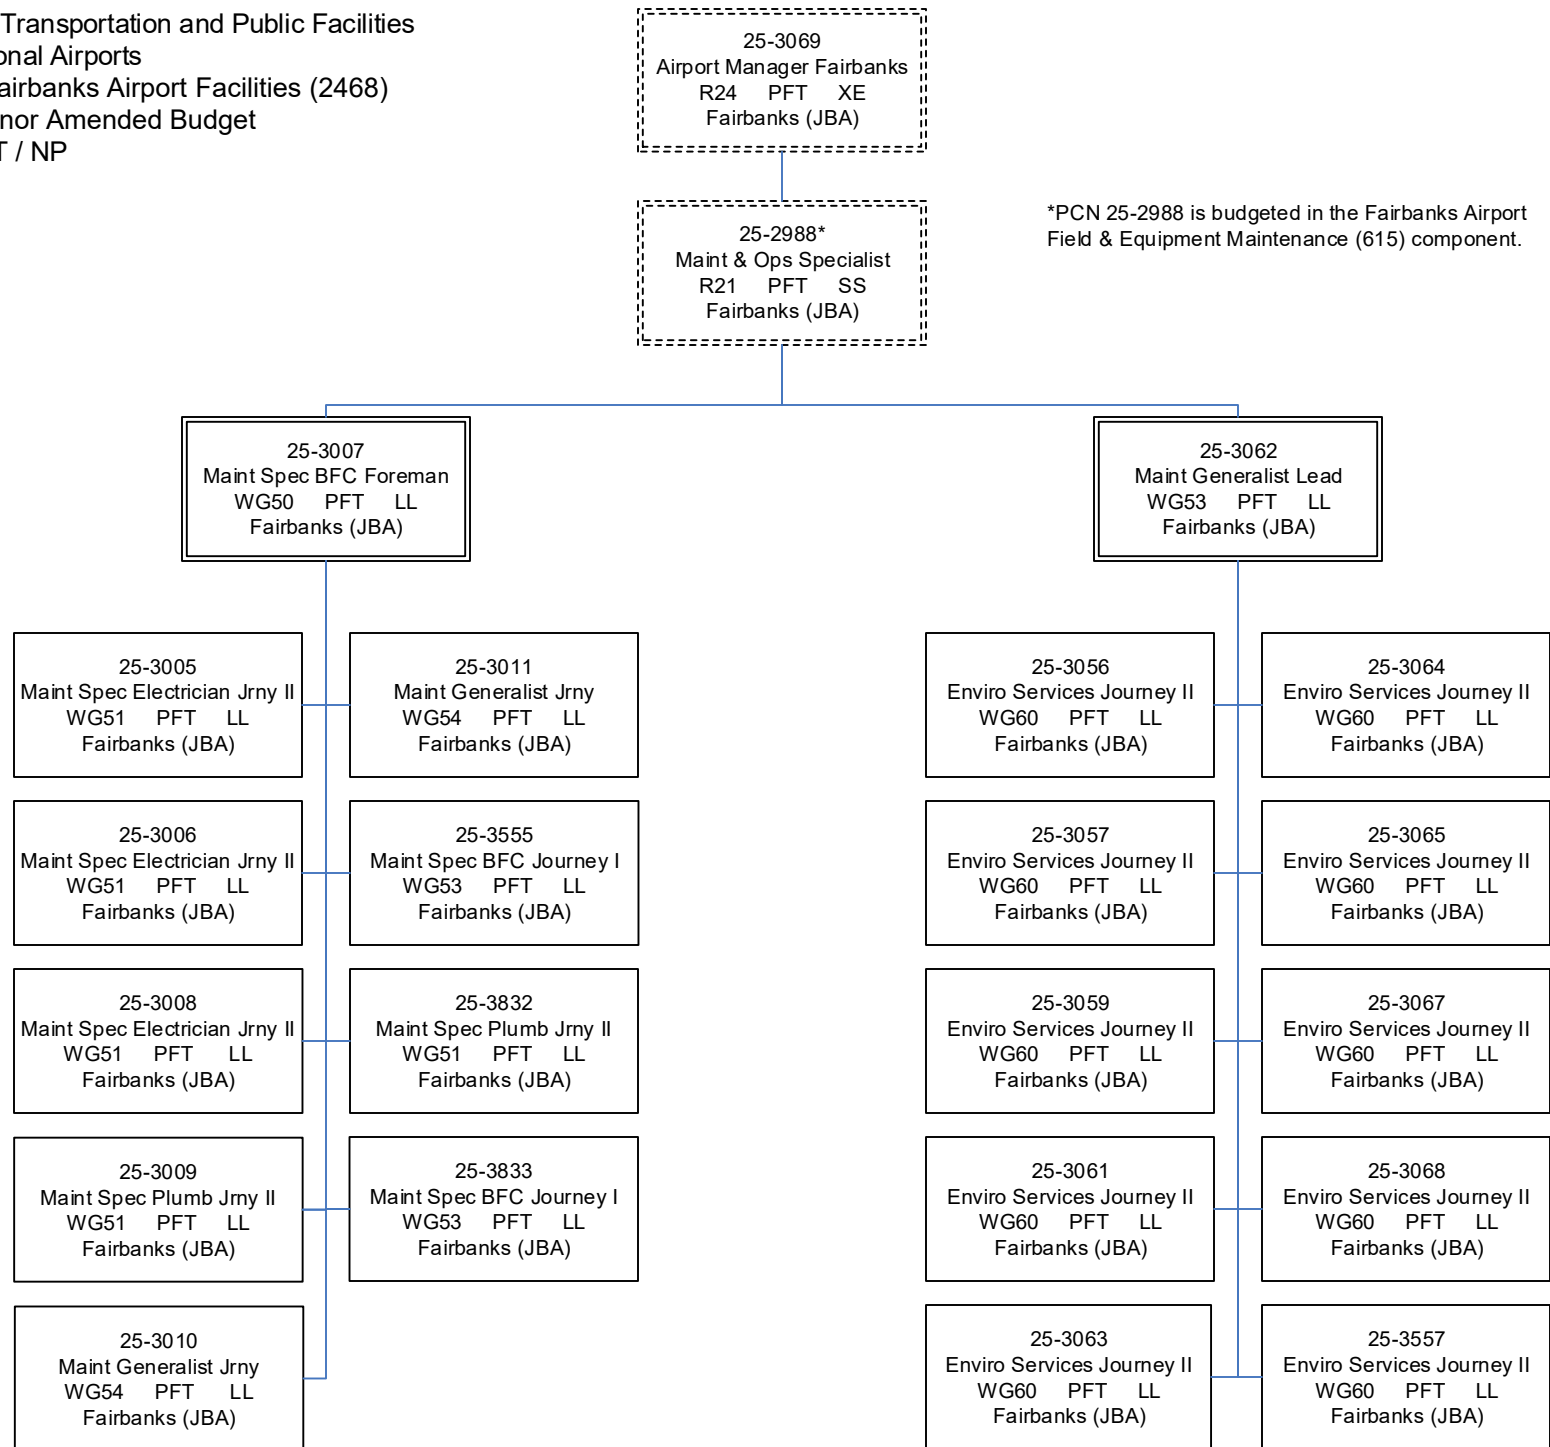 Transportation and Public Facilities
onal Airports
airbanks Airport Facilities (2468)
nor Amended Budget
T / NP
25-3069
Airport Manager Fairbanks
R24 PFT XE
Fairbanks (JBA)
25-2988*
Maint & Ops Specialist
R21 PFT SS
Fairbanks (JBA)
*PCN 25-2988 is budgeted in the Fairbanks Airport
Field & Equipment Maintenance (615) component.
25-3007
Maint Spec BFC Foreman
WG50 PFT LL
Fairbanks (JBA)
25-3062
Maint Generalist Lead
WG53 PFT LL
Fairbanks (JBA)
25-3005
Maint Spec Electrician Jrny II
WG51 PFT LL
Fairbanks (JBA)
25-3011
Maint Generalist Jrny
WG54 PFT LL
Fairbanks (JBA)
25-3056
Enviro Services Journey II
WG60 PFT LL
Fairbanks (JBA)
25-3064
Enviro Services Journey II
WG60 PFT LL
Fairbanks (JBA)
25-3006
Maint Spec Electrician Jrny II
WG51 PFT LL
Fairbanks (JBA)
25-3555
Maint Spec BFC Journey I
WG53 PFT LL
Fairbanks (JBA)
25-3057
Enviro Services Journey II
WG60 PFT LL
Fairbanks (JBA)
25-3065
Enviro Services Journey II
WG60 PFT LL
Fairbanks (JBA)
25-3008
Maint Spec Electrician Jrny II
WG51 PFT LL
Fairbanks (JBA)
25-3832
Maint Spec Plumb Jrny II
WG51 PFT LL
Fairbanks (JBA)
25-3059
Enviro Services Journey II
WG60 PFT LL
Fairbanks (JBA)
25-3067
Enviro Services Journey II
WG60 PFT LL
Fairbanks (JBA)
25-3009
Maint Spec Plumb Jrny II
WG51 PFT LL
Fairbanks (JBA)
25-3833
Maint Spec BFC Journey I
WG53 PFT LL
Fairbanks (JBA)
25-3061
Enviro Services Journey II
WG60 PFT LL
Fairbanks (JBA)
25-3068
Enviro Services Journey II
WG60 PFT LL
Fairbanks (JBA)
25-3010
Maint Generalist Jrny
WG54 PFT LL
Fairbanks (JBA)
25-3063
Enviro Services Journey II
WG60 PFT LL
Fairbanks (JBA)
25-3557
Enviro Services Journey II
WG60 PFT LL
Fairbanks (JBA)